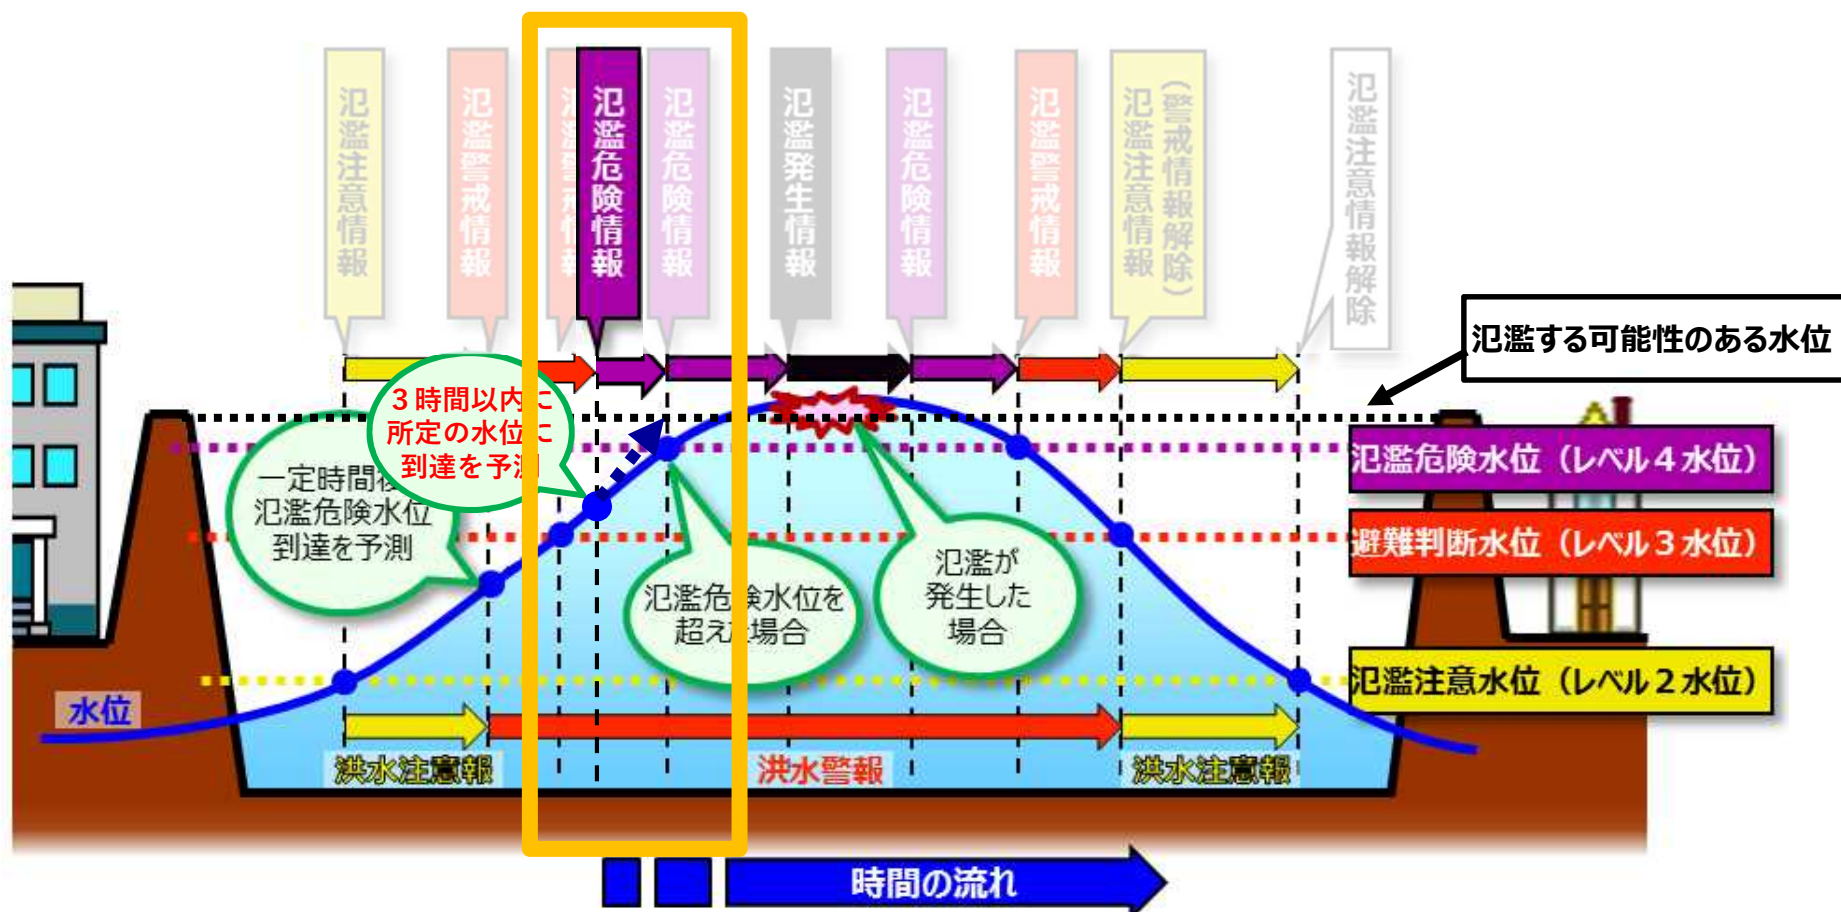 氾濫注意情報
氾濫警戒情報
氾濫警戒情報
氾濫危険情報
氾濫危険情報
氾濫発生情報
氾濫危険情報
氾濫警戒情報
(警戒情報解除)
氾濫注意情報
氾濫注意情報解除
氾濫する可能性のある水位
3時間以内に
所定の水位に
到達を予測
一定時間後
氾濫危険水位
到達を予測
氾濫危険水位を
超えた場合
氾濫が
発生した
場合
氾濫危険水位(レベル4水位)
避難判断水位(レベル3水位)
氾濫注意水位(レベル2水位)
水位
洪水注意報
洪水警報
洪水注意報
時間の流れ